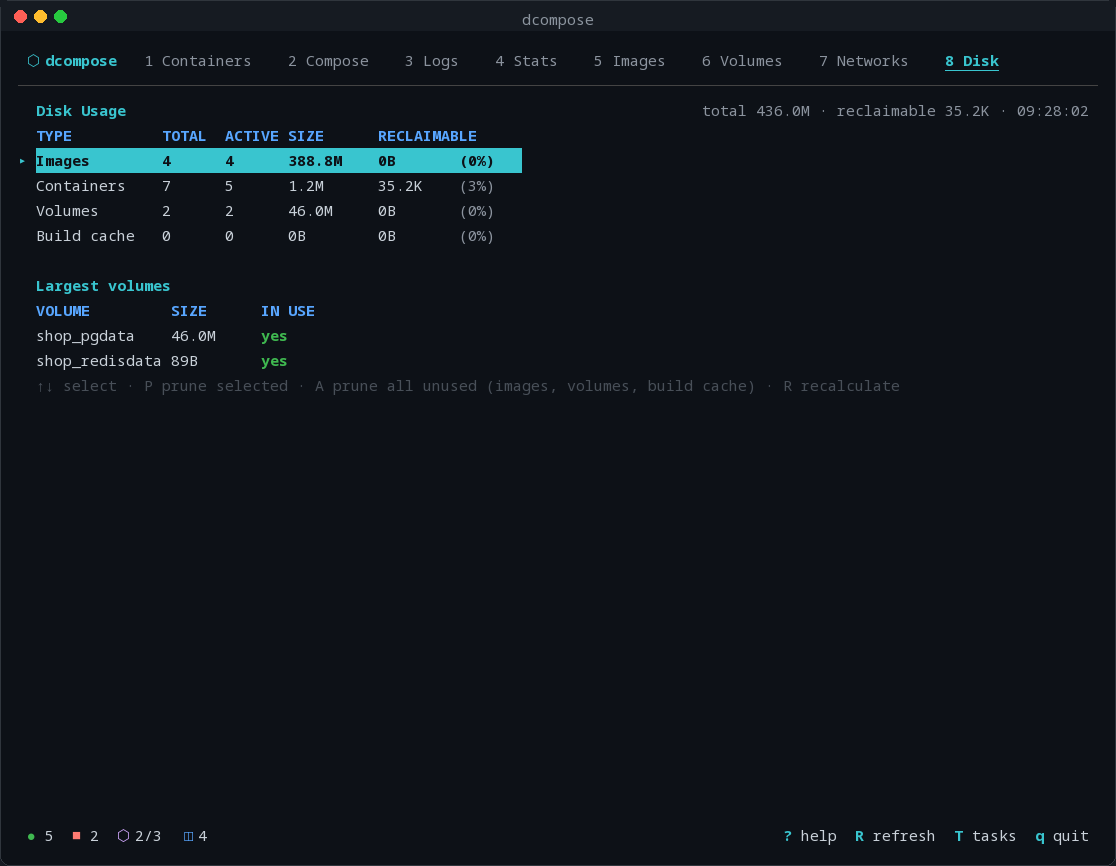 dcompose
⬡ dcompose 1 Containers 2 Compose 3 Logs 4 Stats 5 Images 6 Volumes 7 Networks 8 Disk
Disk Usage total 436.0M · reclaimable 35.2K · 09:28:02
TYPE TOTAL ACTIVE SIZE RECLAIMABLE
▸ Images 4 4 388.8M 0B (0%)
Containers 7 5 1.2M 35.2K (3%)
Volumes 2 2 46.0M 0B (0%)
Build cache 0 0 0B 0B (0%)
Largest volumes
VOLUME SIZE IN USE
shop_pgdata 46.0M yes
shop_redisdata 89B yes
↑↓ select · P prune selected · A prune all unused (images, volumes, build cache) · R recalculate
● 5 ■ 2 ⬡ 2/3 ◫ 4 ? help R refresh T tasks q quit